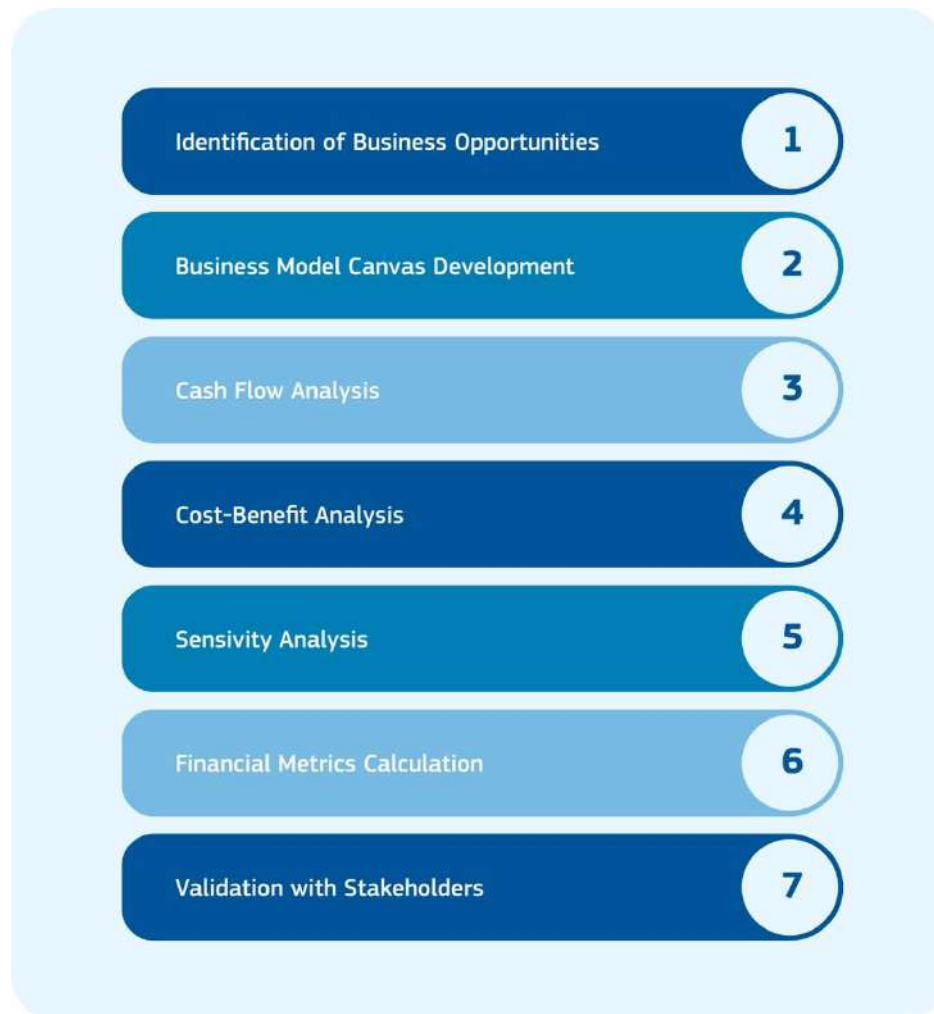 Identification of Business Opportunities 1
Business Model Canvas Development 2
Cash Flow Analysis 3
Cost-Benefit Analysis 4
Sensivity Analysis 5
Financial Metrics Calculation 6
Validation with Stakeholders 7